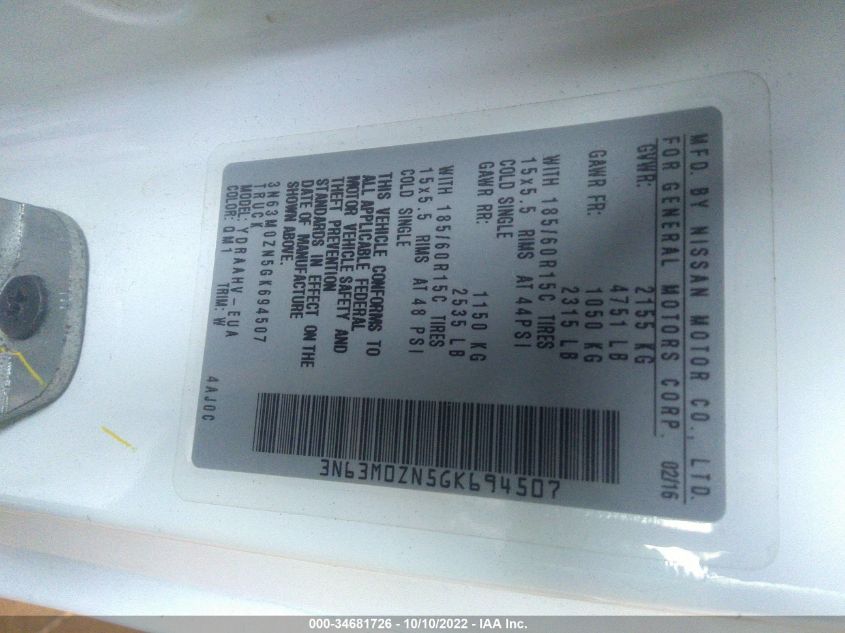 MFD. BY NISSAN MOTOR CO., LTD.
FOR GENERAL MOTORS CORP. 02/16
GVWR: 2155 KG
4751 LB
GAWR FR: 1050 KG
2315 LB
WITH 185/60R15C TIRES
15x5.5 RIMS AT 44PSI
COLD SINGLE
GAWR RR: 1150 KG
2535 LB
WITH 185/60R15C TIRES
15x5.5 RIMS AT 48 PSI
COLD SINGLE
THIS VEHICLE CONFORMS TO
ALL APPLICABLE FEDERAL
MOTOR VEHICLE SAFETY AND
THEFT PREVENTION
STANDARDS IN EFFECT ON THE
DATE OF MANUFACTURE
SHOWN ABOVE.
3N63M0ZN5GK694507
TRUCK
MODEL: YDRAAHV-EUA
COLOR: QM1 TRIM: W
4AJ0C
3N63M0ZN5GK694507
000-34681726 - 10/10/2022 - IAA Inc.